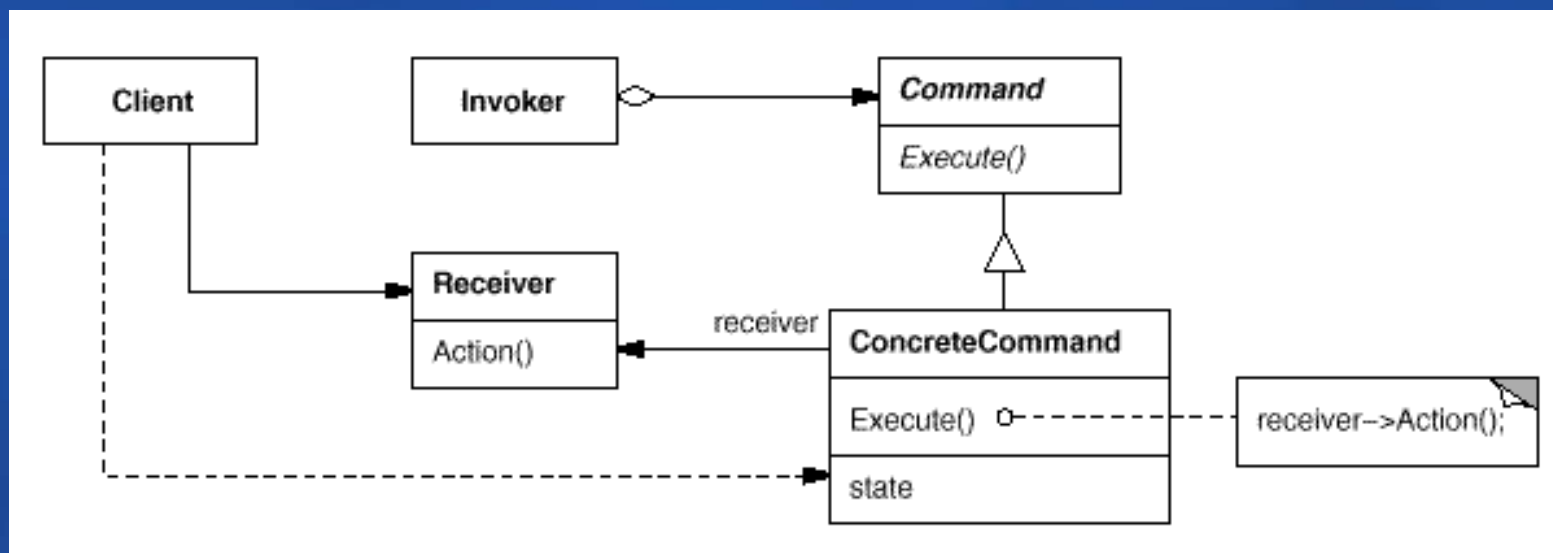 Client
Invoker
Command
Execute()
Receiver
Action()
receiver
ConcreteCommand
Execute()
receiver–>Action();
state